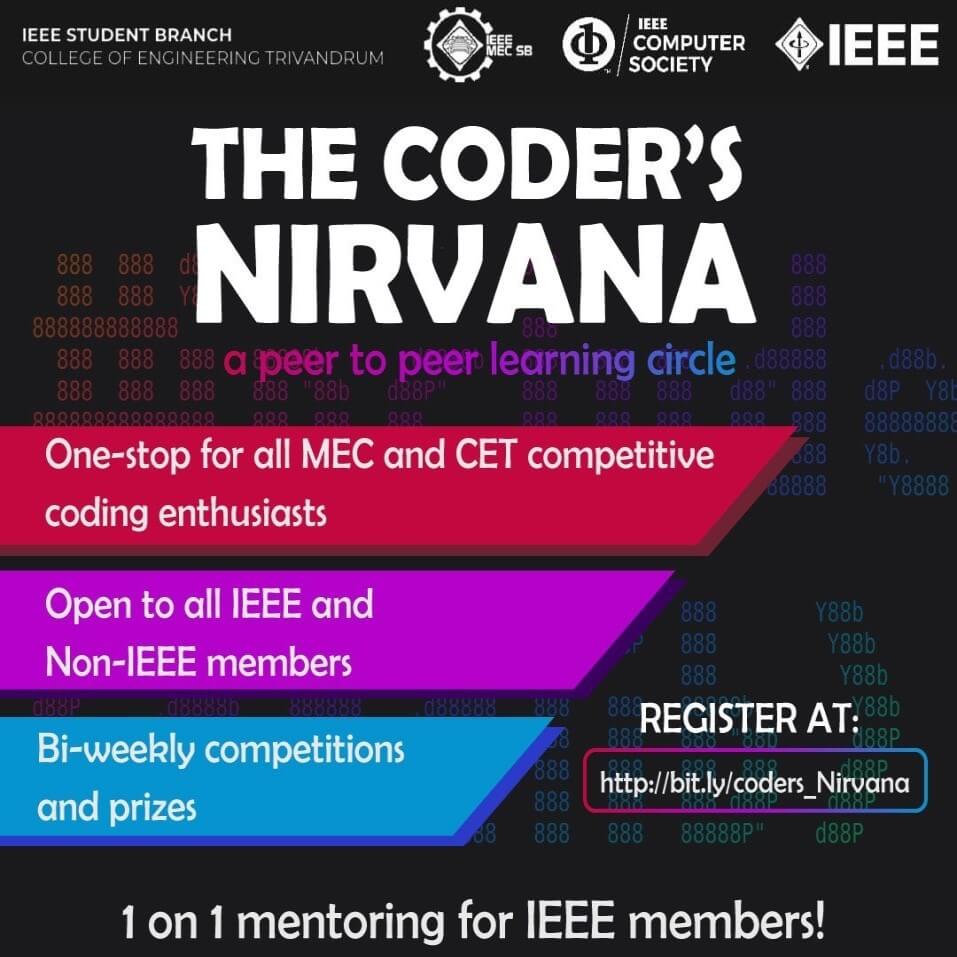 IEEE STUDENT BRANCH
COLLEGE OF ENGINEERING TRIVANDRUM
IEEE
MEC SB
IEEE
COMPUTER
SOCIETY
TM
IEEE
THE CODER'S
NIRVANA
a peer to peer learning circle
One-stop for all MEC and CET competitive
coding enthusiasts
Open to all IEEE and
Non-IEEE members
Bi-weekly competitions
and prizes
REGISTER AT:
http://bit.ly/coders_Nirvana
1 on 1 mentoring for IEEE members!